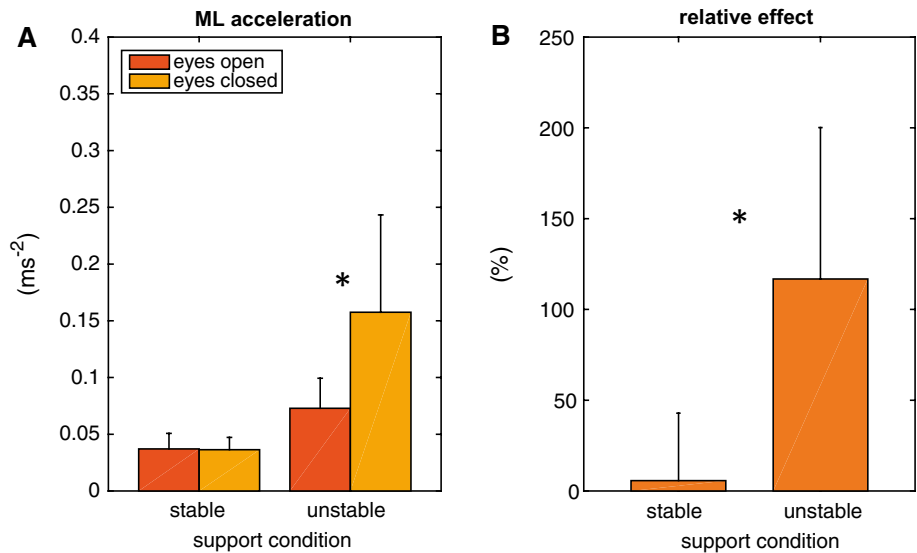 A
ML acceleration
eyes open
eyes closed
(ms-2)
0.4
0.35
0.3
0.25
0.2
0.15
0.1
0.05
0
*
stable unstable
support condition
B
relative effect
(%)
250
200
150
100
50
0
*
stable unstable
support condition